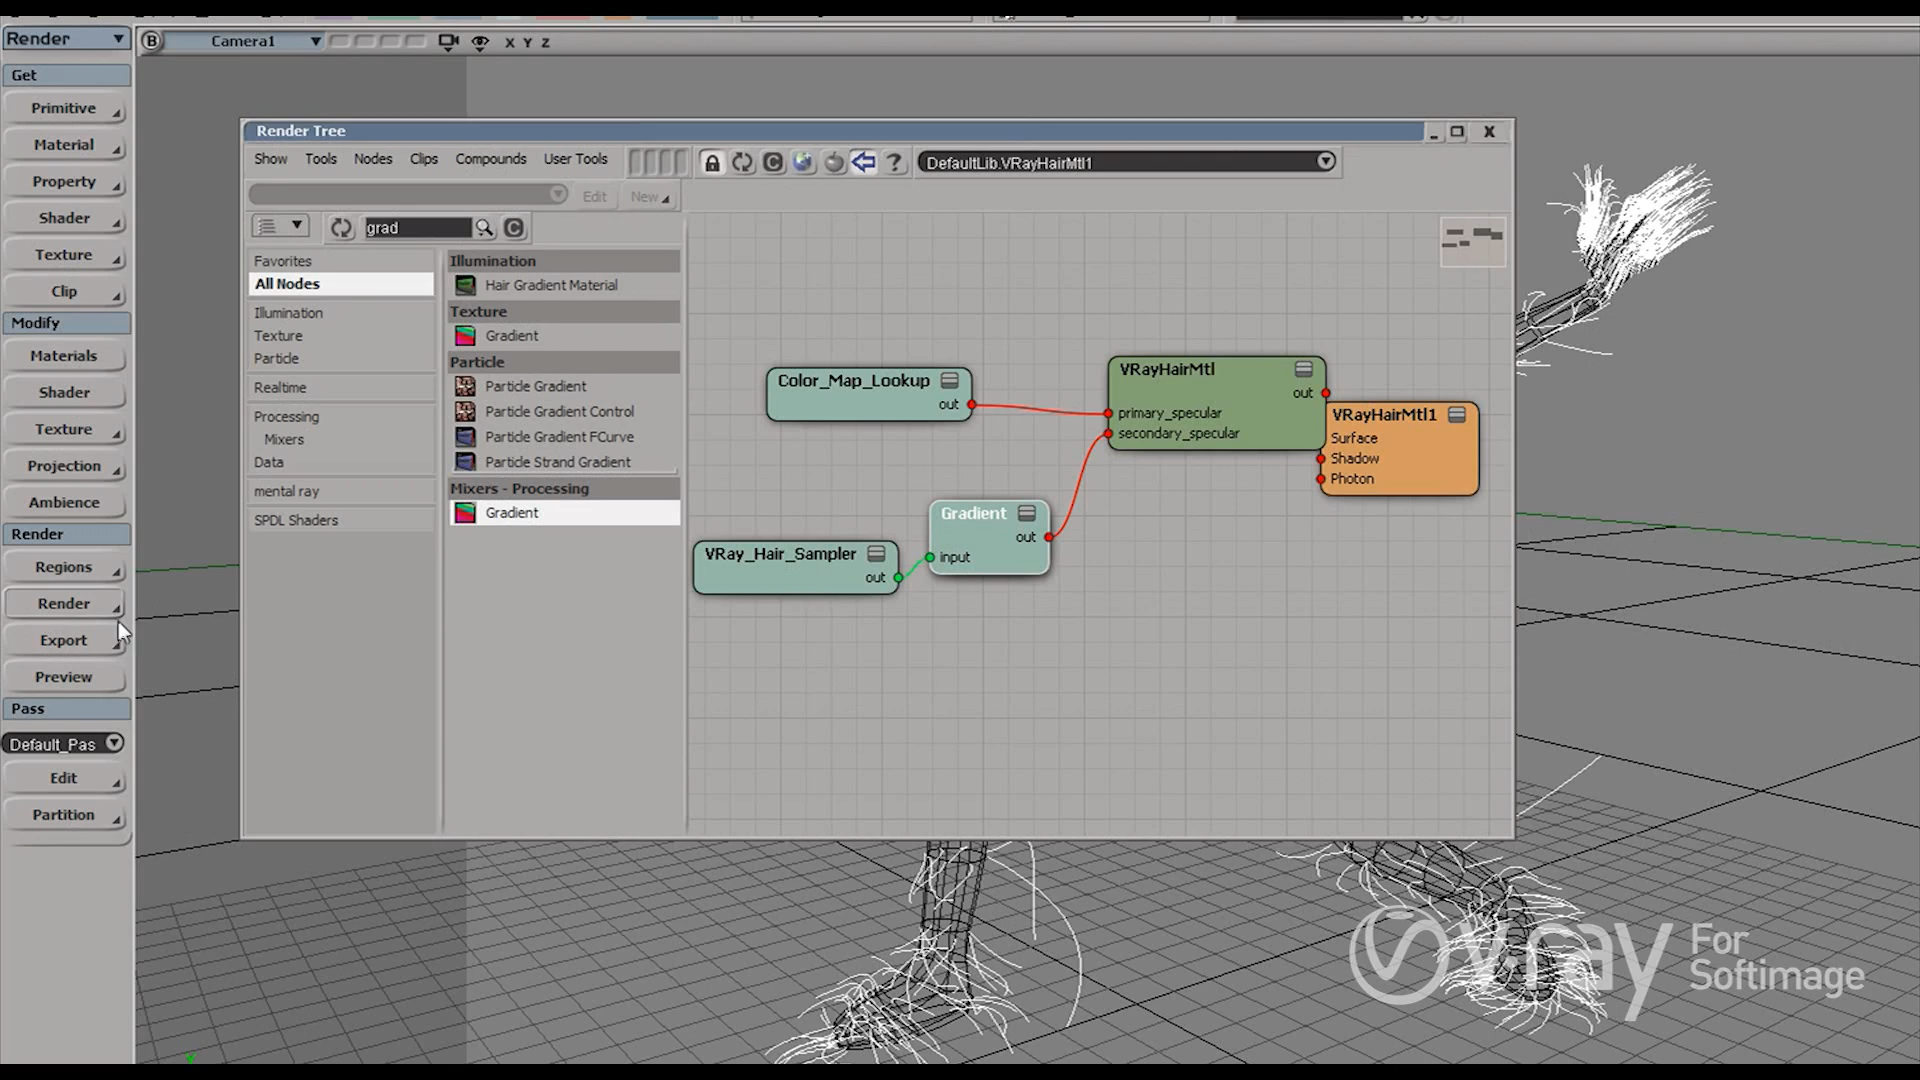 Render
B
Camera1
X Y Z
Get
Primitive
Material
Property
Shader
Texture
Clip
Modify
Materials
Shader
Texture
Projection
Ambience
Render
Regions
Render
Export
Preview
Pass
Default_Pas
Edit
Partition
Render Tree
Show Tools Nodes Clips Compounds User Tools
DefaultLib.VRayHairMtl1
Edit
New
grad
Favorites
All Nodes
Illumination
Texture
Particle
Realtime
Processing
Mixers
Data
mental ray
SPDL Shaders
Illumination
Hair Gradient Material
Texture
Gradient
Particle
Particle Gradient
Particle Gradient Control
Particle Gradient FCurve
Particle Strand Gradient
Mixers - Processing
Gradient
Color_Map_Lookup
out
VRay_Hair_Sampler
out
Gradient
out
input
VRayHairMtl
out
primary_specular
secondary_specular
VRayHairMtl1
Surface
Shadow
Photon
v·ray For
Softimage